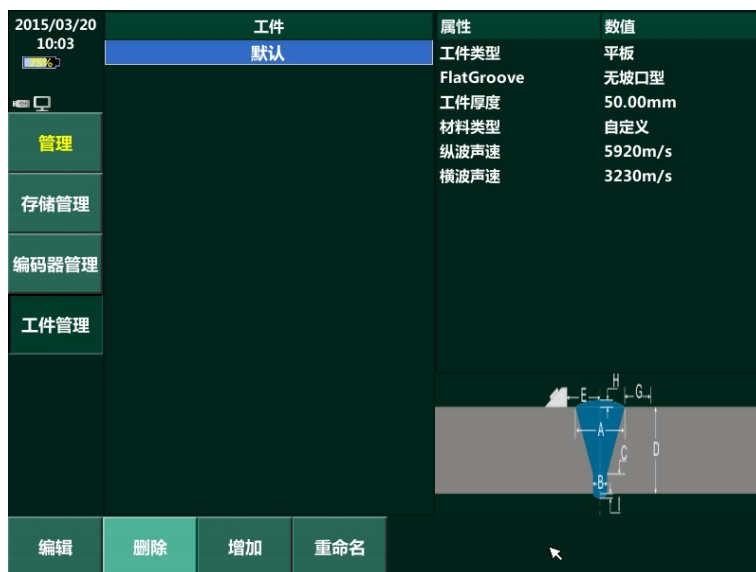 2015/03/20
10:03
75%
工件
属性 数值
默认
工件类型 平板
FlatGroove 无坡口型
工件厚度 50.00mm
材料类型 自定义
纵波声速 5920m/s
横波声速 3230m/s
管理
存储管理
编码器管理
工件管理
H
E G
A
C D
B
I
编辑 删除 增加 重命名